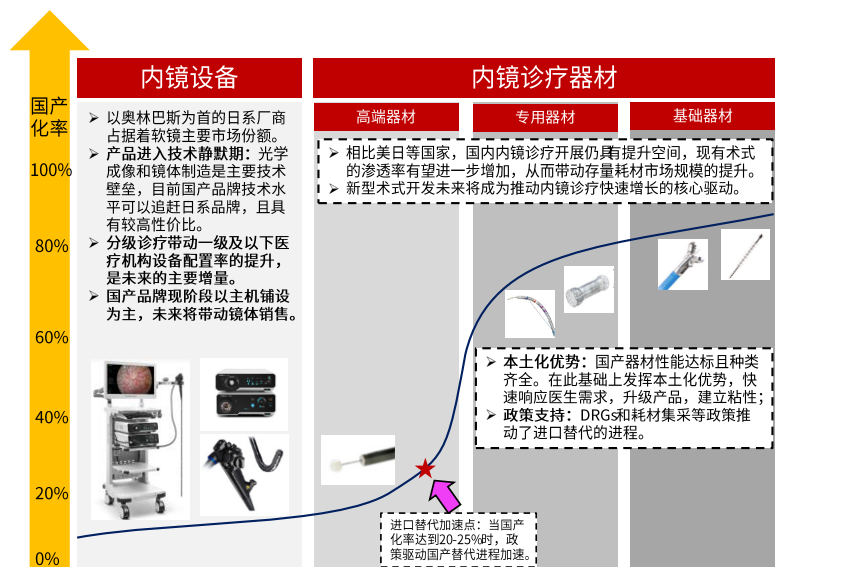 国产
化率
100%
80%
60%
40%
20%
0%
内镜设备
➢ 以奥林巴斯为首的日系厂商
占据着软镜主要市场份额。
➢ 产品进入技术静默期：光学
成像和镜体制造是主要技术
壁垒，目前国产品牌技术水
平可以追赶日系品牌，且具
有较高性价比。
➢ 分级诊疗带动一级及以下医
疗机构设备配置率的提升，
是未来的主要增量。
➢ 国产品牌现阶段以主机铺设
为主，未来将带动镜体销售。
内镜诊疗器材
高端器材
专用器材
基础器材
➢ 相比美日等国家，国内内镜诊疗开展仍具有提升空间，现有术式
的渗透率有望进一步增加，从而带动存量耗材市场规模的提升。
➢ 新型术式开发未来将成为推动内镜诊疗快速增长的核心驱动。
➢ 本土化优势：国产器材性能达标且种类
齐全。在此基础上发挥本土化优势，快
速响应医生需求，升级产品，建立粘性；
➢ 政策支持：DRGs和耗材集采等政策推
动了进口替代的进程。
进口替代加速点：当国产
化率达到20-25%时，政
策驱动国产替代进程加速。